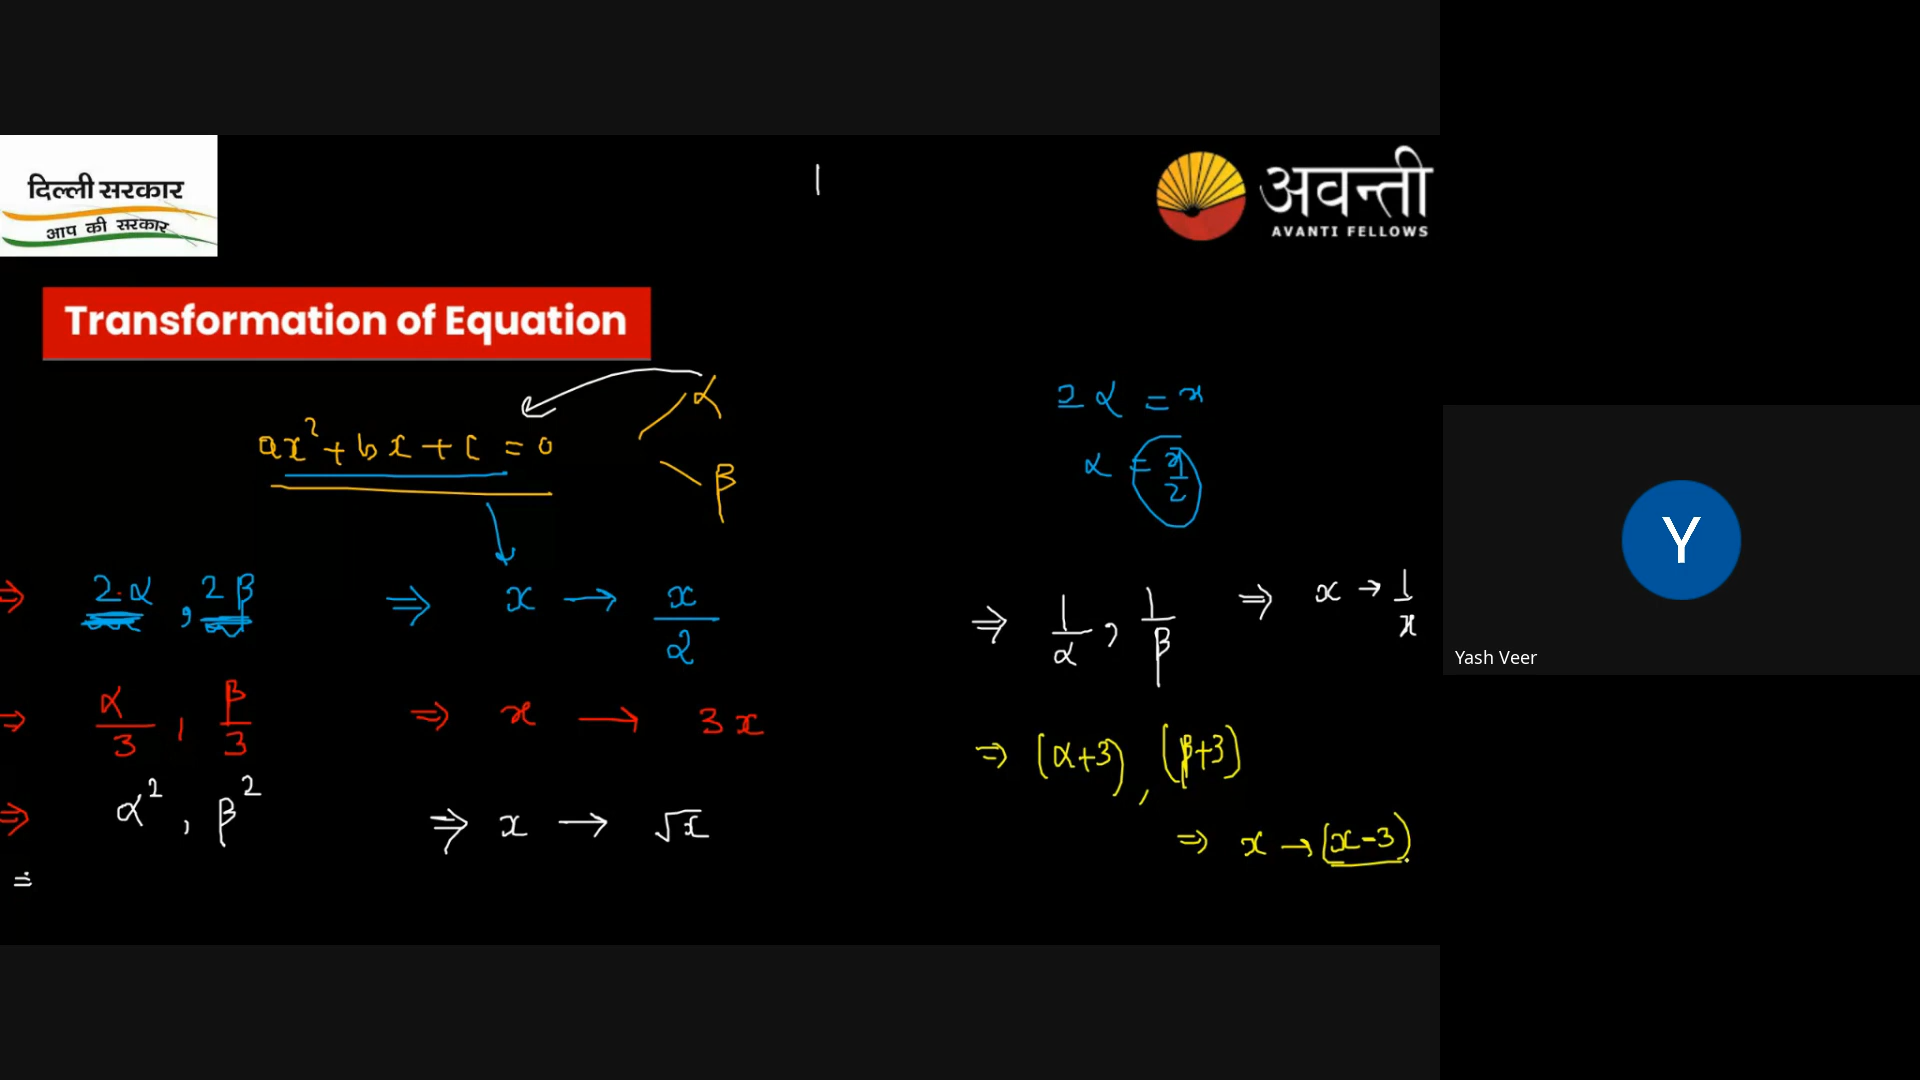 दिल्ली सरकार
आप की सरकार
|
अवन्ती
AVANTI FELLOWS
Transformation of Equation
ax² + bx + c = 0
α
β
2α = x
α = x/2
⇒ 2·α , 2β ⇒ x → x/2
⇒ α/3 , β/3 ⇒ x → 3x
⇒ α² , β² ⇒ x → √x
=
⇒ 1/α , 1/β ⇒ x → 1/x
⇒ (α+3) , (β+3)
⇒ x → (x-3)
Y
Yash Veer